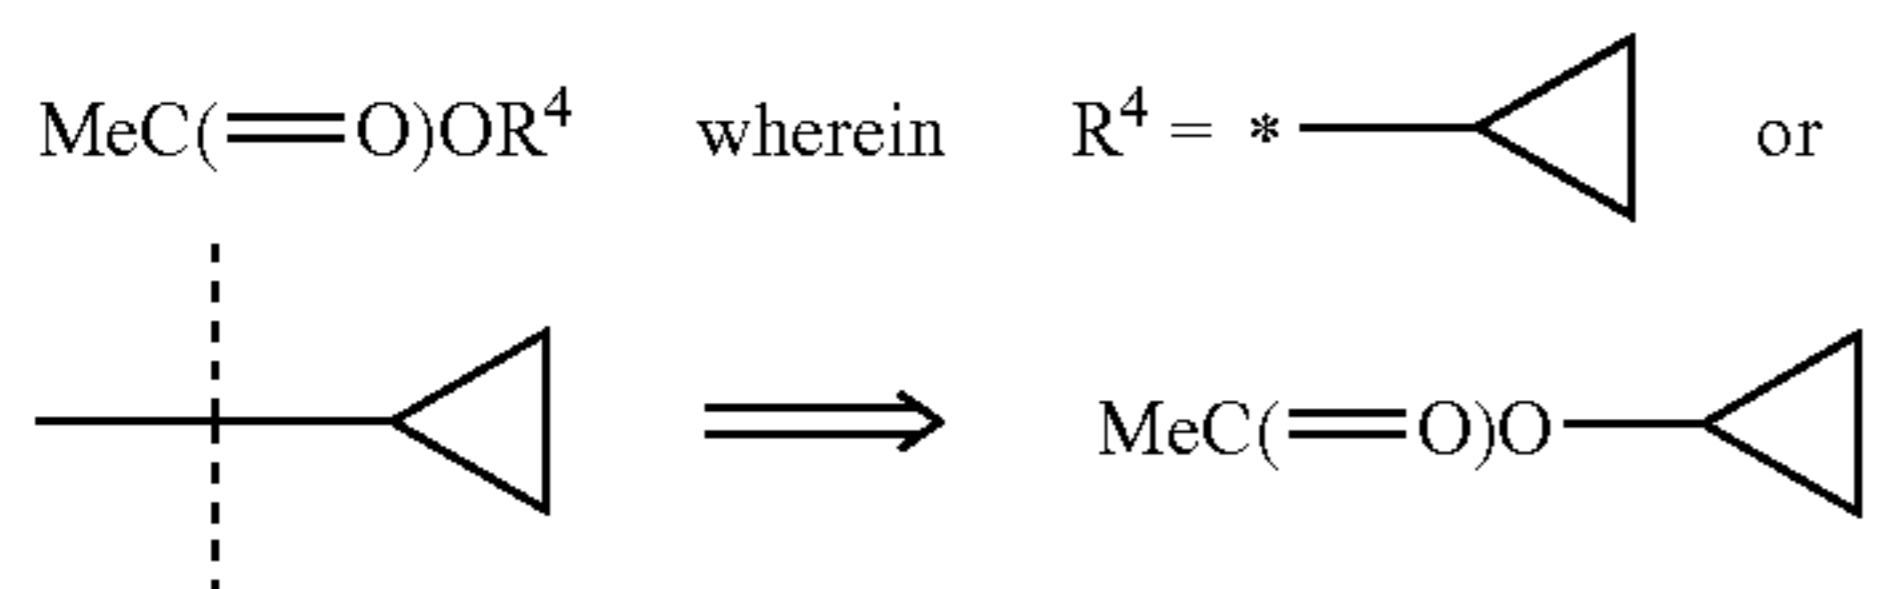 MeC(=O)OR⁴ wherein R⁴ = * or
MeC(=O)O